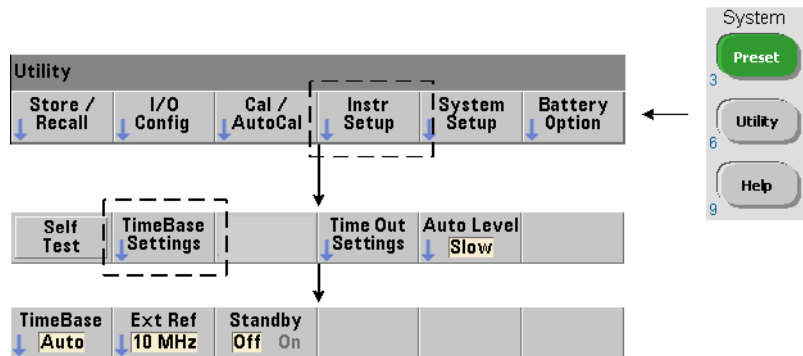 System
Preset
3
Utility
6
Help
9
Utility
Store / Recall
I/O Config
Cal / AutoCal
Instr Setup
System Setup
Battery Option
Self Test
TimeBase Settings
Time Out Settings
Auto Level
Slow
TimeBase
Auto
Ext Ref
10 MHz
Standby
Off On